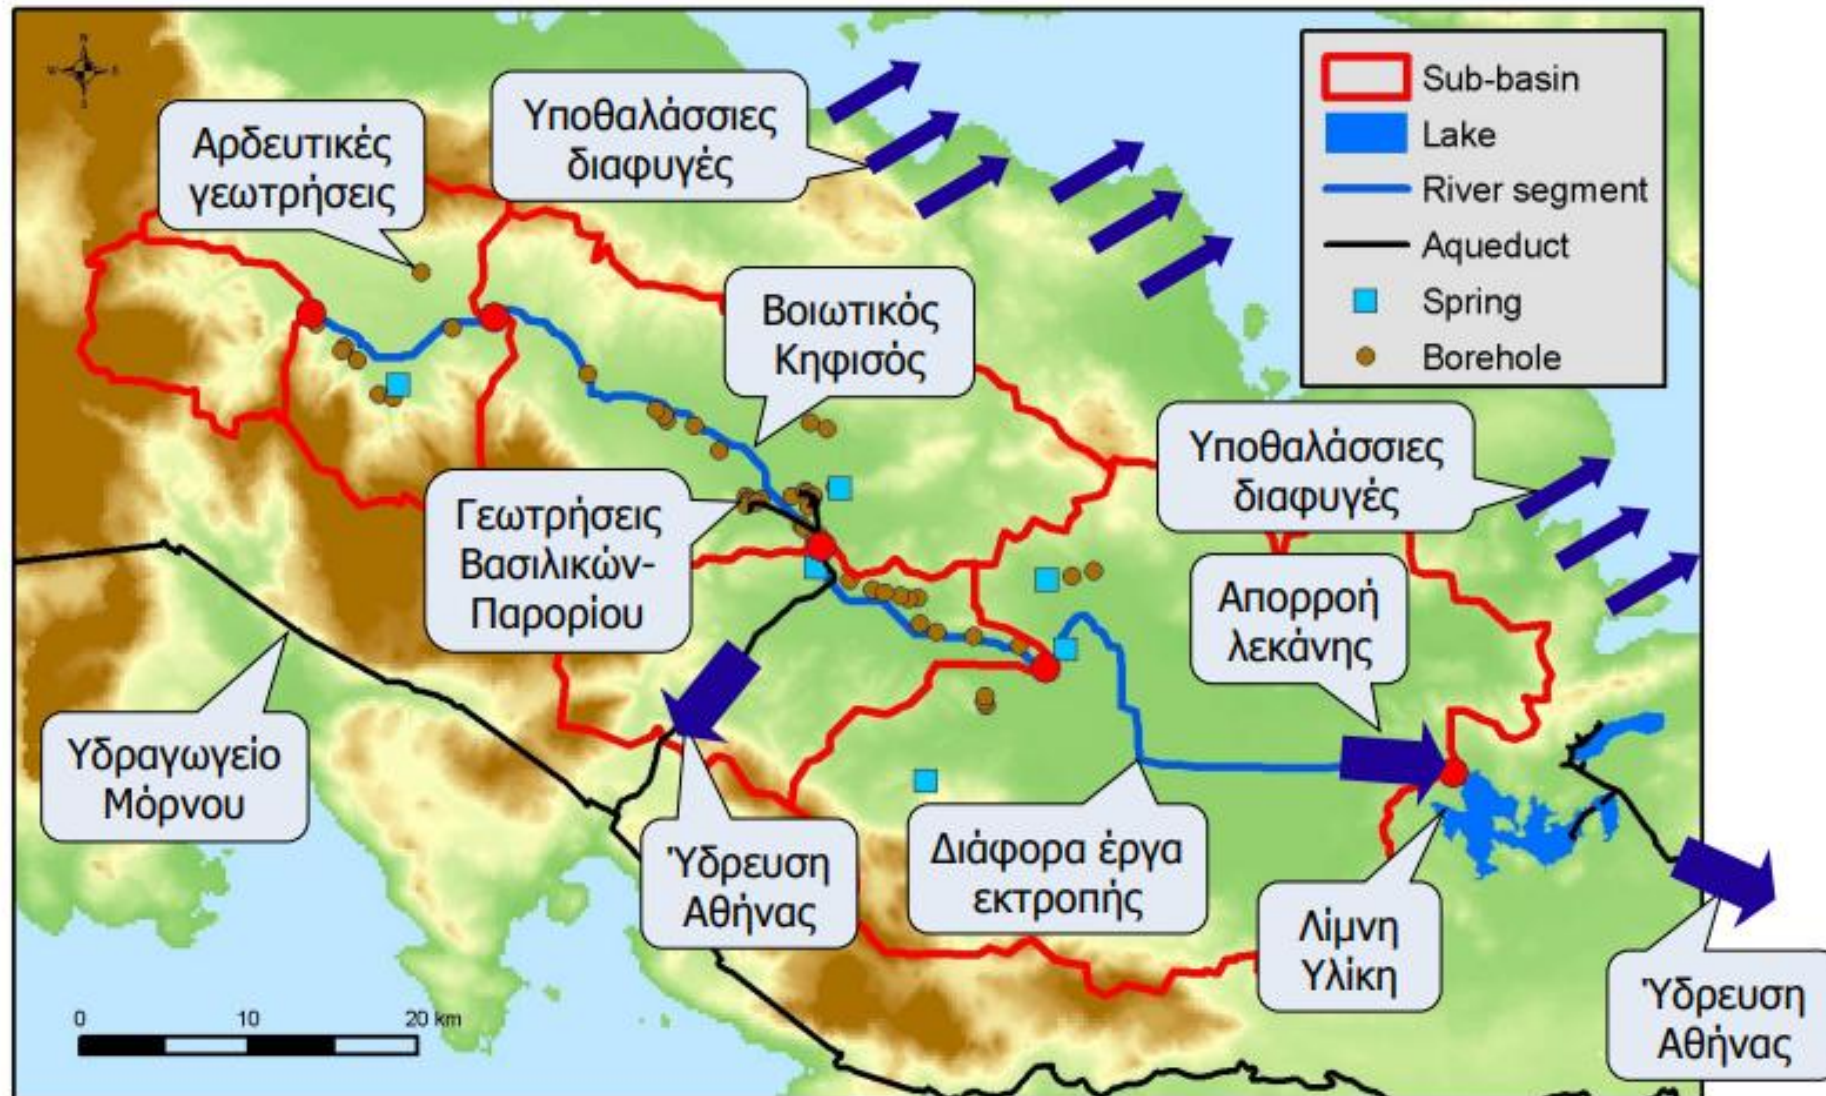 N
W
E
S
Αρδευτικές
γεωτρήσεις
Υποθαλάσσιες
διαφυγές
Sub-basin
Lake
River segment
Aqueduct
Spring
Borehole
Βοιωτικός
Κηφισός
Υποθαλάσσιες
διαφυγές
Γεωτρήσεις
Βασιλικών-
Παρορίου
Απορροή
λεκάνης
Υδραγωγείο
Μόρνου
Ύδρευση
Αθήνας
Διάφορα έργα
εκτροπής
Λίμνη
Υλίκη
Ύδρευση
Αθήνας
0 10 20 km